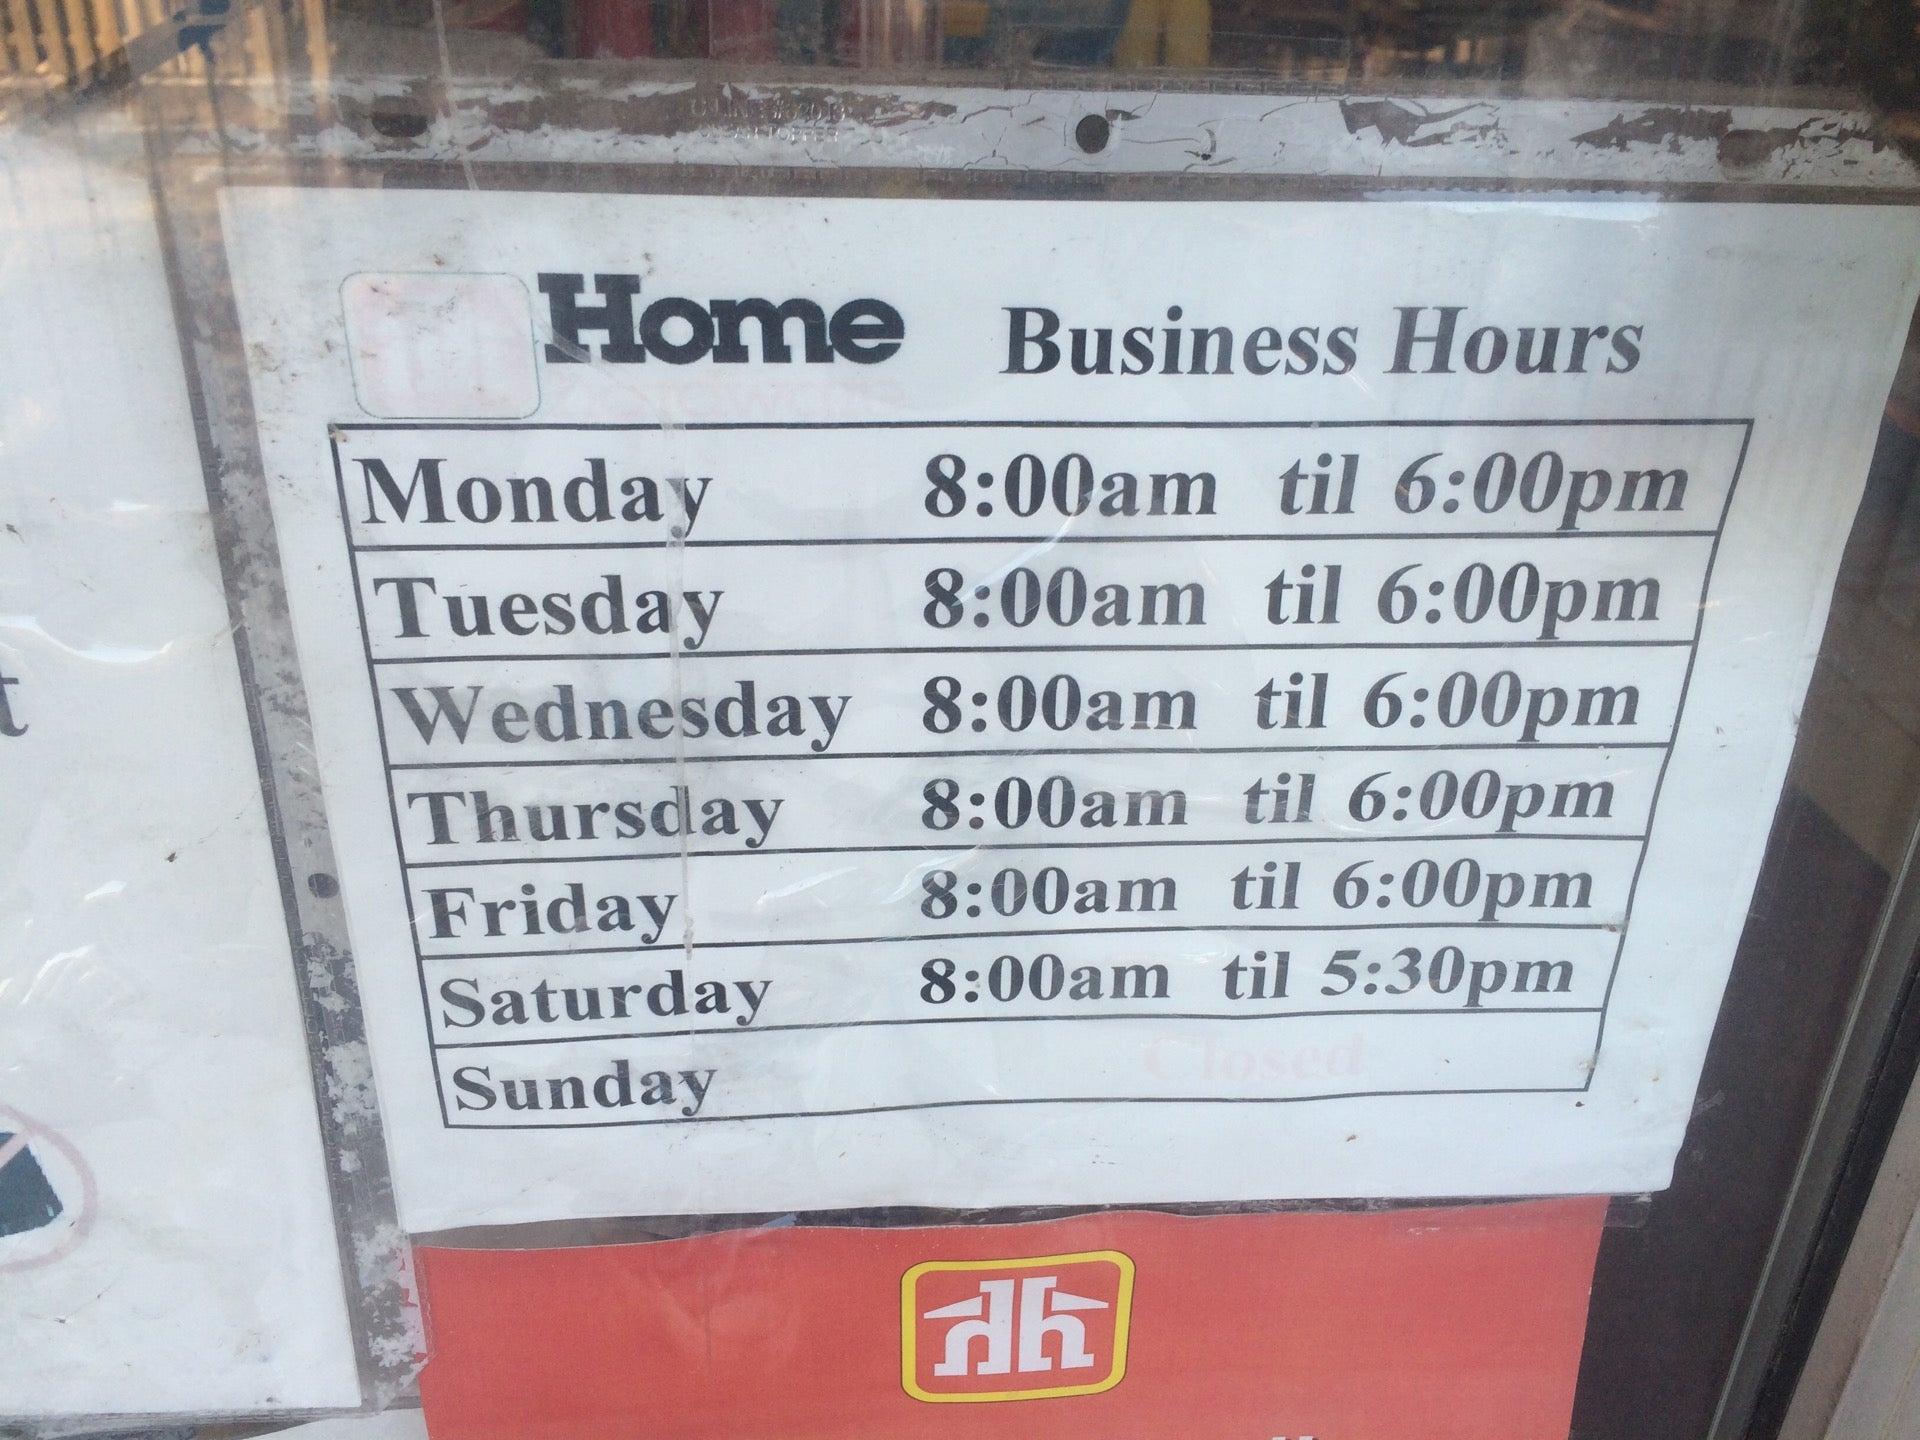 Home Business Hours
Hardware
Monday 8:00am til 6:00pm
Tuesday 8:00am til 6:00pm
Wednesday 8:00am til 6:00pm
Thursday 8:00am til 6:00pm
Friday 8:00am til 6:00pm
Saturday 8:00am til 5:30pm
Sunday Closed